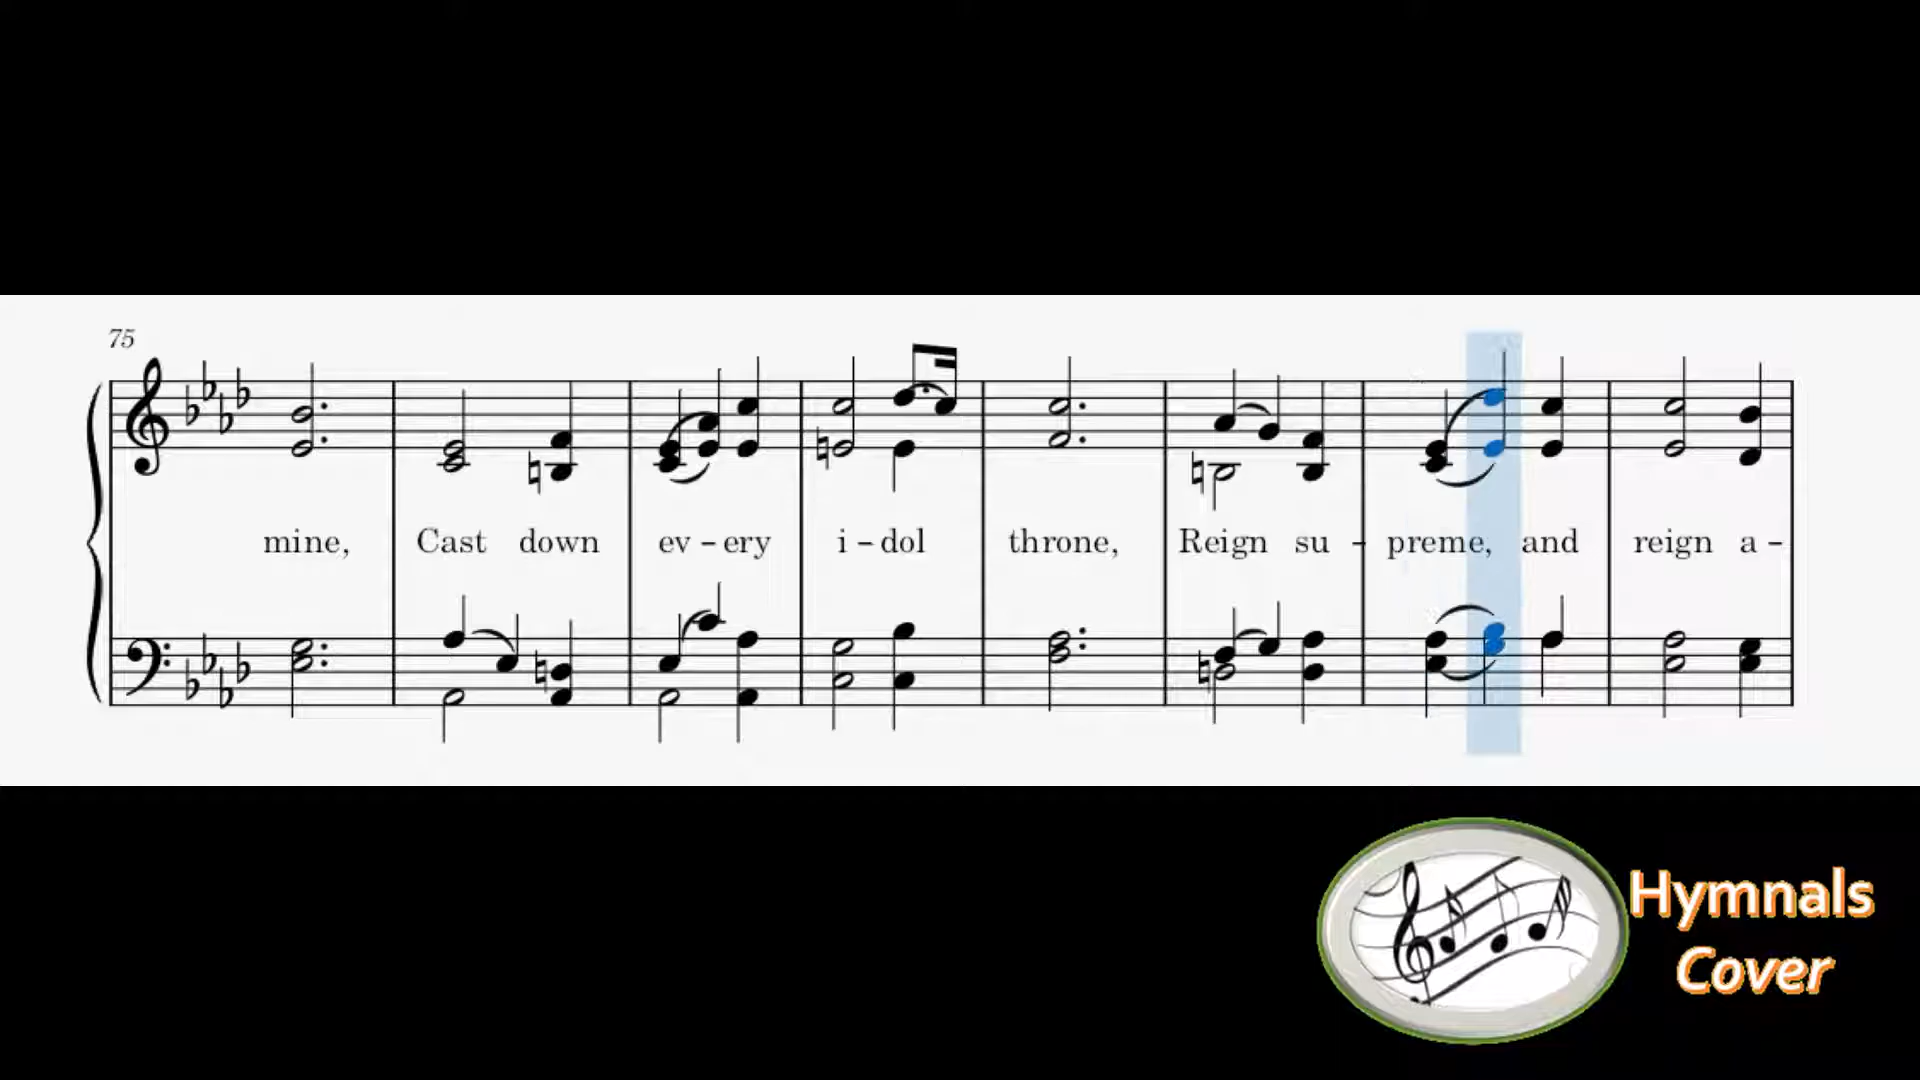 75
mine, Cast down ev - ery i - dol throne, Reign su - preme, and reign a -
Hymnals
Cover